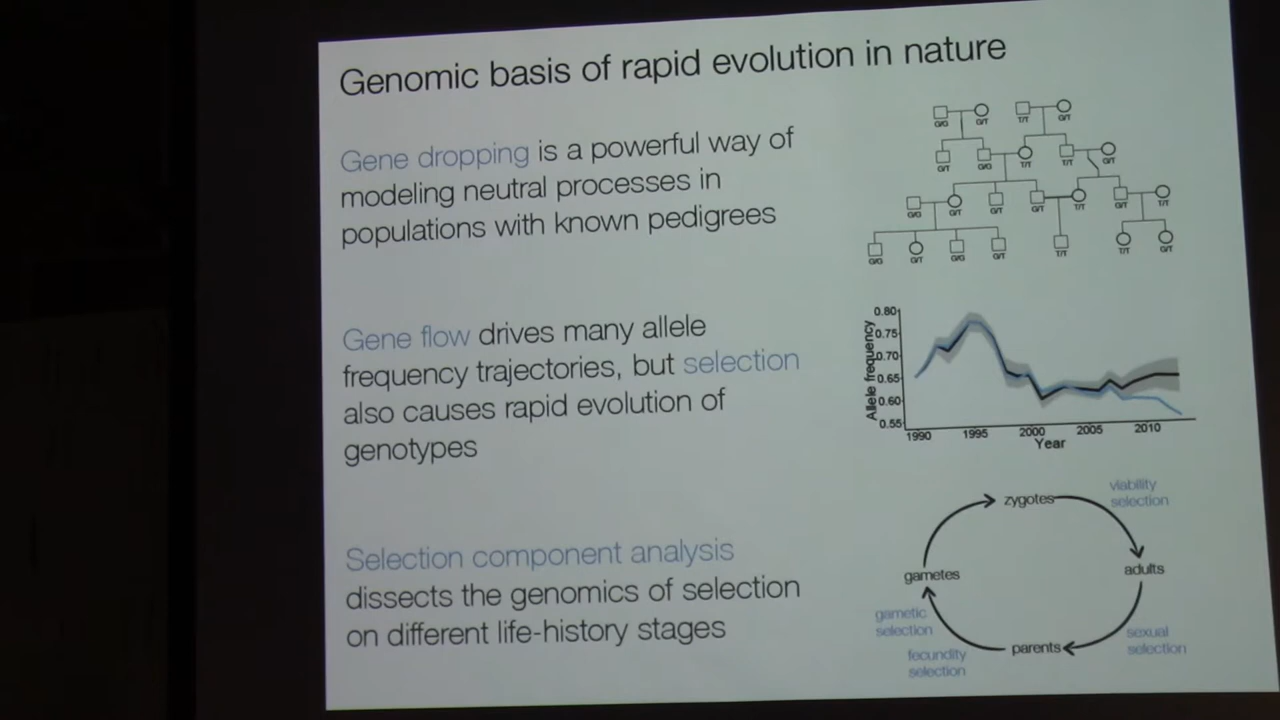 Genomic basis of rapid evolution in nature
Gene dropping is a powerful way of
modeling neutral processes in
populations with known pedigrees
G/G G/T T/T G/T
G/T G/G T/T T/T G/T
G/G G/T G/T G/T T/T G/T T/T
G/G G/T G/G G/T T/T T/T G/T
Gene flow drives many allele
frequency trajectories, but selection
also causes rapid evolution of
genotypes
Allele frequency
0.80
0.75
0.70
0.65
0.60
0.55
1990 1995 2000 2005 2010
Year
Selection component analysis
dissects the genomics of selection
on different life-history stages
zygotes
viability
selection
adults
sexual
selection
parents
fecundity
selection
gametic
selection
gametes